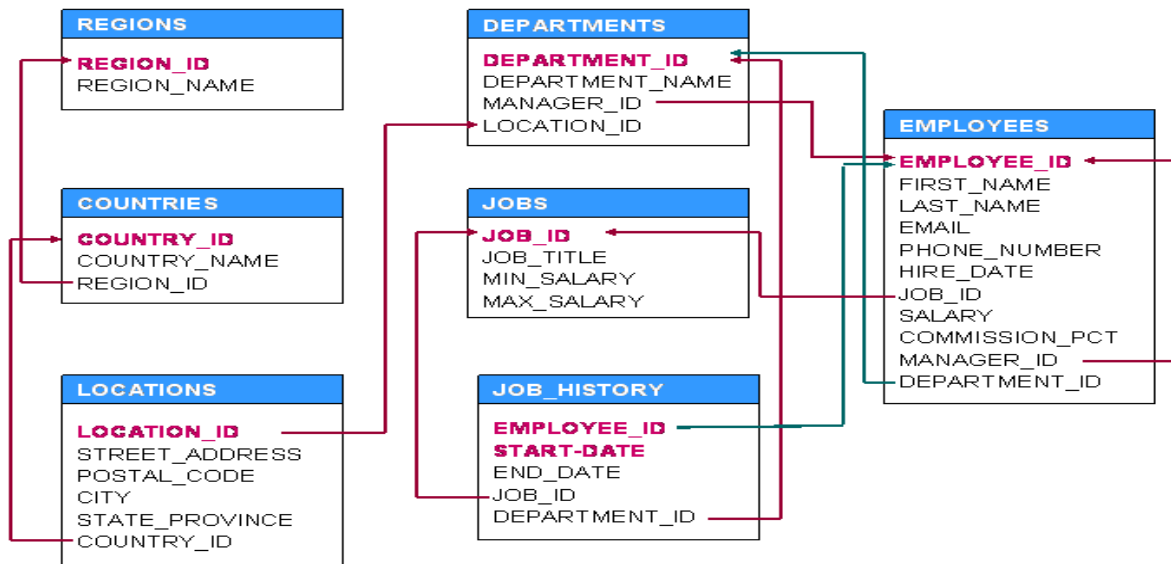 REGIONS
REGION_ID
REGION_NAME
COUNTRIES
COUNTRY_ID
COUNTRY_NAME
REGION_ID
LOCATIONS
LOCATION_ID
STREET_ADDRESS
POSTAL_CODE
CITY
STATE_PROVINCE
COUNTRY_ID
DEPARTMENTS
DEPARTMENT_ID
DEPARTMENT_NAME
MANAGER_ID
LOCATION_ID
JOBS
JOB_ID
JOB_TITLE
MIN_SALARY
MAX_SALARY
JOB_HISTORY
EMPLOYEE_ID
START-DATE
END_DATE
JOB_ID
DEPARTMENT_ID
EMPLOYEES
EMPLOYEE_ID
FIRST_NAME
LAST_NAME
EMAIL
PHONE_NUMBER
HIRE_DATE
JOB_ID
SALARY
COMMISSION_PCT
MANAGER_ID
DEPARTMENT_ID